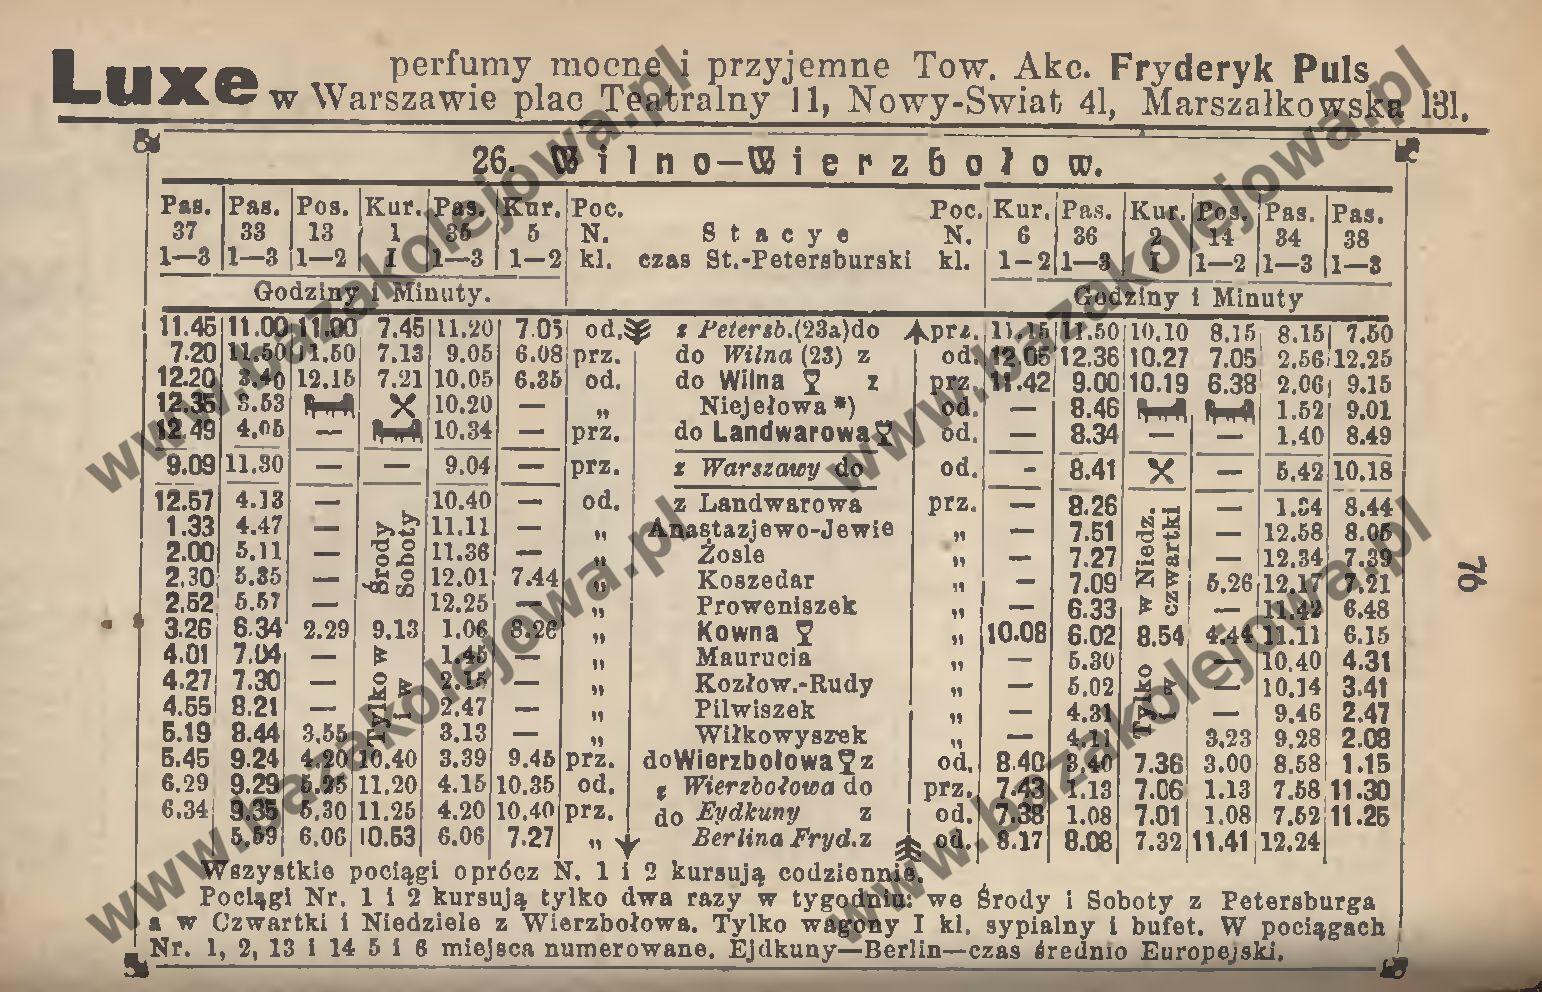 Luxe perfumy mocne i przyjemne Tow. Akc. Fryderyk Puls
w Warszawie plac Teatralny 11, Nowy-Swiat 41, Marszałkowska 131.
26. Wilno—Wierzbołow.
Pas. Pas. Pos. Kur. Pas. Kur. Poc. Poc. Kur. Pas. Kur. Pos. Pas. Pas.
37 33 13 1 35 5 N. Stacye N. 6 36 2 14 34 38
1—3 1—3 1—2 I 1—3 1—2 kl. czas St.-Petersburski kl. 1-2 1—3 I 1—2 1—3 1—3
Godziny i Minuty. Godziny i Minuty
11.45 11.00 11.00 7.45 11.20 7.05 od. z Petersb.(23a)do prz. 11.15 11.50 10.10 8.15 8.15 7.50
7.20 11.50 11.50 7.13 9.05 6.08 prz. do Wilna (23) z od. 12.05 12.36 10.27 7.05 2.56 12.25
12.20 3.40 12.15 7.21 10.05 6.35 od. do Wilna z prz. 11.42 9.00 10.19 6.38 2.06 9.15
12.35 3.53 10.20 — „ Niejełowa *) od. — 8.46 1.52 9.01
12.49 4.05 — 10.34 — prz. do Landwarowa od. — 8.34 — — 1.40 8.49
9.09 11.30 — — 9.04 — prz. z Warszawy do od. - 8.41 — 5.42 10.18
12.57 4.13 — 10.40 — od. z Landwarowa prz. — 8.26 — 1.34 8.44
1.33 4.47 — 11.11 — „ Anastazjewo-Jewie „ — 7.51 — 12.58 8.05
2.00 5.11 — 11.36 — „ Żosle „ — 7.27 — 12.34 7.39
2.30 5.35 — 12.01 7.44 „ Koszedar „ — 7.09 5.26 12.17 7.21
2.52 5.57 — 12.25 — „ Proweniszek „ — 6.33 — 11.42 6.48
3.26 6.34 2.29 9.13 1.06 8.26 „ Kowna „ 10.08 6.02 8.54 4.44 11.11 6.15
4.01 7.04 — 1.45 — „ Maurucia „ — 5.30 — 10.40 4.31
4.27 7.30 — 2.15 — „ Kozłow.-Rudy „ — 5.02 — 10.14 3.41
4.55 8.21 — 2.47 — „ Pilwiszek „ — 4.31 — 9.46 2.47
5.19 8.44 3.55 3.13 — „ Wiłkowyszek „ — 4.11 3.23 9.28 2.08
5.45 9.24 4.20 10.40 3.39 9.45 prz. do Wierzbołowa z od. 8.40 3.40 7.36 3.00 8.58 1.15
6.29 9.29 5.25 11.20 4.15 10.35 od. z Wierzbołowa do prz. 7.43 1.13 7.06 1.13 7.58 11.30
6.34 9.35 5.30 11.25 4.20 10.40 prz. do Eydkuny z od. 7.38 1.08 7.01 1.08 7.52 11.25
5.59 6.06 10.53 6.06 7.27 „ Berlina Fryd.z od. 8.17 8.08 7.32 11.41 12.24
Tylko w Środy
i w Soboty
Tylko w Niedz.
i w czwartki
Wszystkie pociągi oprócz N. 1 i 2 kursują codziennie.
Pociągi Nr. 1 i 2 kursują tylko dwa razy w tygodniu: we Środy i Soboty z Petersburga
a w Czwartki i Niedziele z Wierzbołowa. Tylko wagony I kl. sypialny i bufet. W pociągach
Nr. 1, 2, 13 i 14 5 i 6 miejsca numerowane. Ejdkuny—Berlin—czas średnio Europejski.
76
www.bazakolejowa.pl
www.bazakolejowa.pl
www.bazakolejowa.pl
www.bazakolejowa.pl